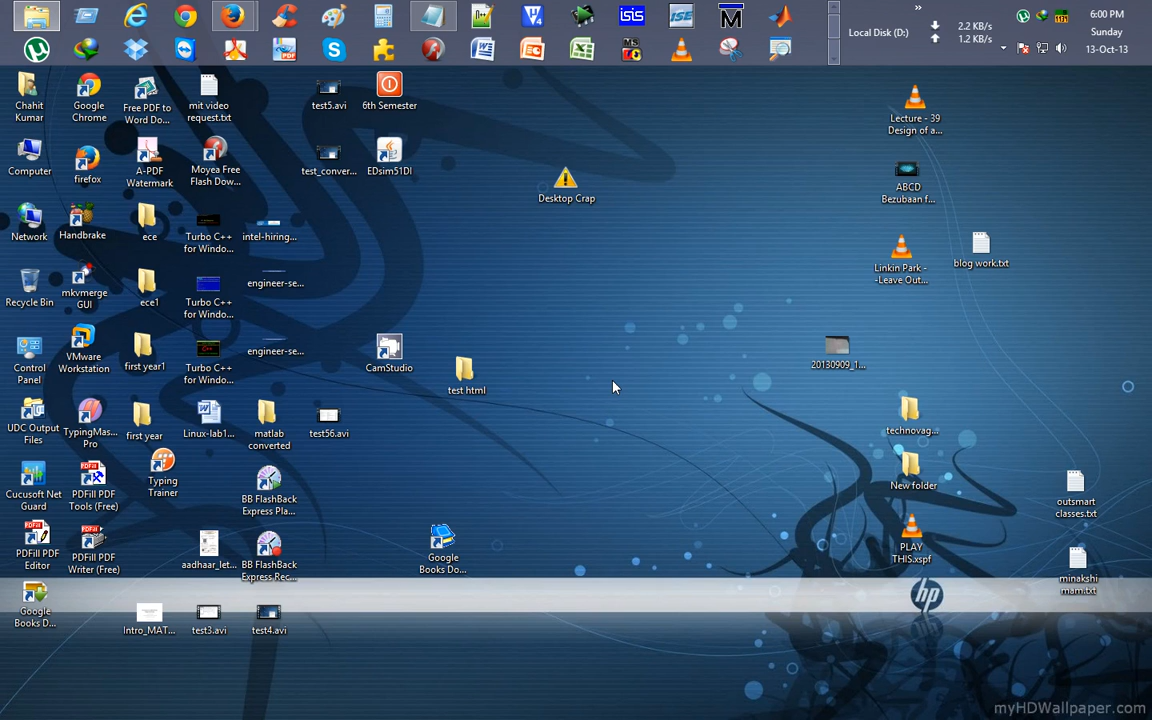 Local Disk (D:)
»
2.2 KB/s
1.2 KB/s
6:00 PM
Sunday
13-Oct-13
isis
ISE
M
Chahit
Kumar
Google
Chrome
Free PDF to
Word Do...
mit video
request.txt
test5.avi
6th Semester
Lecture - 39
Design of a...
Computer
firefox
A-PDF
Watermark
Moyea Free
Flash Dow...
test_conver...
EDsim51DI
Desktop Crap
ABCD
Bezubaan f...
Network
Handbrake
ece
Turbo C++
for Windo...
intel-hiring...
Linkin Park -
-Leave Out...
blog work.txt
Recycle Bin
mkvmerge
GUI
ece1
Turbo C++
for Windo...
engineer-se...
Control
Panel
VMware
Workstation
first year1
Turbo C++
for Windo...
engineer-se...
CamStudio
test html
20130909_1...
UDC Output
Files
TypingMas...
Pro
first year
Linux-lab1...
matlab
converted
test56.avi
technovag...
Cucusoft Net
Guard
PDFill PDF
Tools (Free)
Typing
Trainer
BB FlashBack
Express Pla...
New folder
outsmart
classes.txt
PDFill PDF
Editor
PDFill PDF
Writer (Free)
aadhaar_let...
BB FlashBack
Express Rec...
Google
Books Do...
PLAY
THIS.xspf
minakshi
mam.txt
Google
Books D...
Intro_MAT...
test3.avi
test4.avi
hp
myHDWallpaper.com